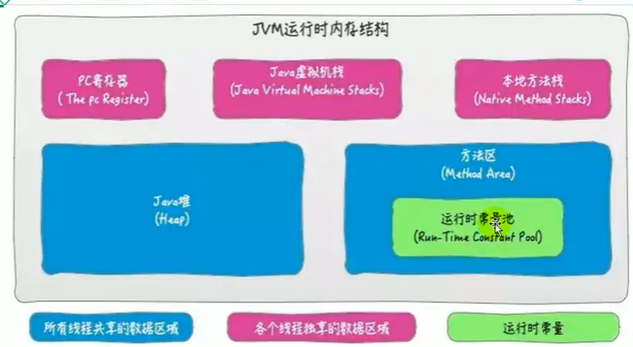 JVM运行时内存结构
PC寄存器
( The pc Register)
Java虚拟机栈
(Java Virtual Machine Stacks)
本地方法栈
(Native Method Stacks)
Java堆
(Heap)
方法区
(Method Area)
运行时常量池
(Run-Time Constant Pool)
所有线程共享的数据区域
各个线程独享的数据区域
运行时常量